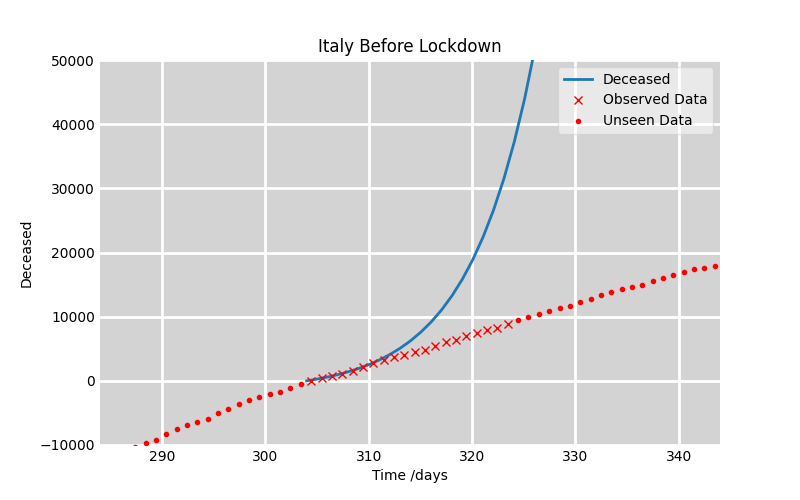 Italy Before Lockdown
50000
40000
30000
20000
10000
0
−10000
Deceased
Deceased
Observed Data
Unseen Data
290 300 310 320 330 340
Time /days